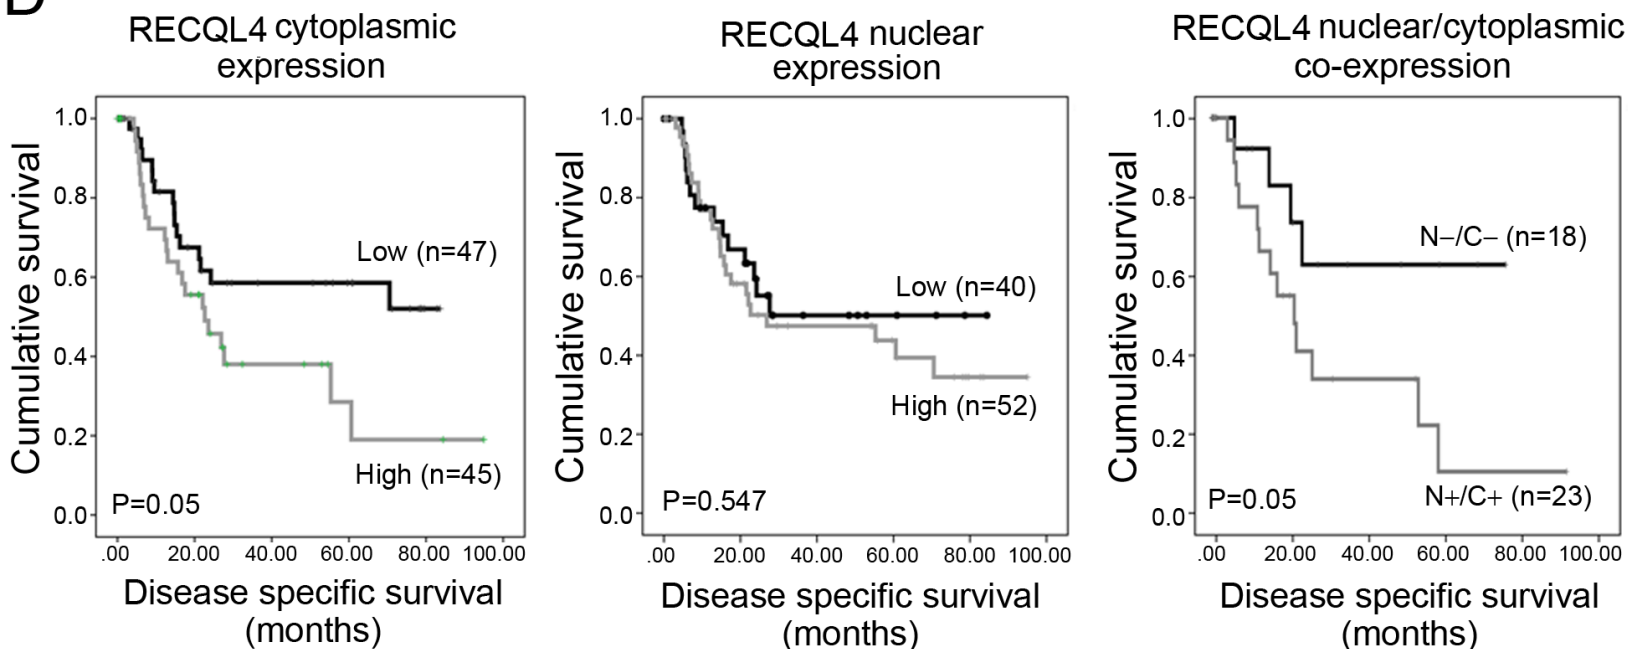 D
RECQL4 cytoplasmic
expression
Cumulative survival
1.0
0.8
0.6
0.4
0.2
0.0
Low (n=47)
High (n=45)
P=0.05
.00 20.00 40.00 60.00 80.00 100.00
Disease specific survival
(months)
RECQL4 nuclear
expression
Cumulative survival
1.0
0.8
0.6
0.4
0.2
0.0
Low (n=40)
High (n=52)
P=0.547
.00 20.00 40.00 60.00 80.00 100.00
Disease specific survival
(months)
RECQL4 nuclear/cytoplasmic
co-expression
Cumulative survival
1.0
0.8
0.6
0.4
0.2
0.0
N−/C− (n=18)
N+/C+ (n=23)
P=0.05
.00 20.00 40.00 60.00 80.00 100.00
Disease specific survival
(months)